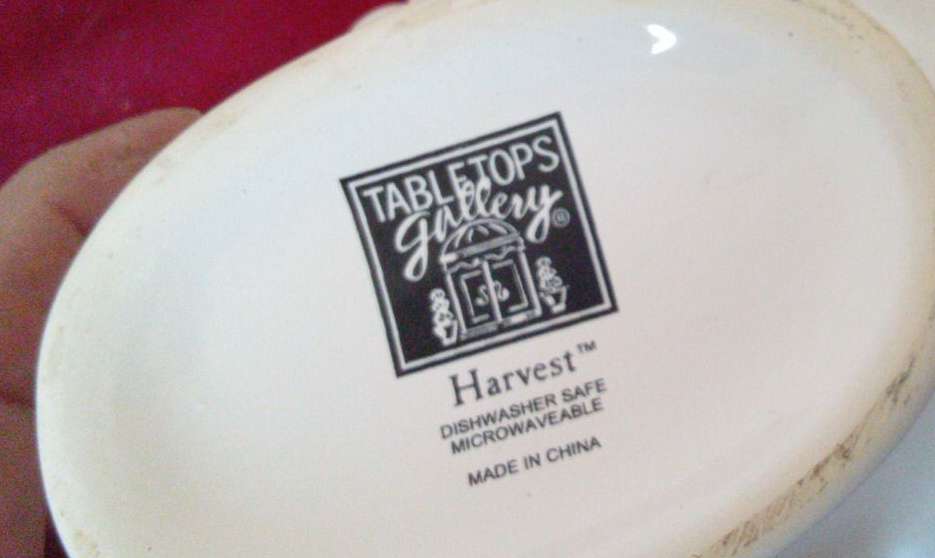 TABLETOPS
gallery®
Harvest™
DISHWASHER SAFE
MICROWAVEABLE
MADE IN CHINA